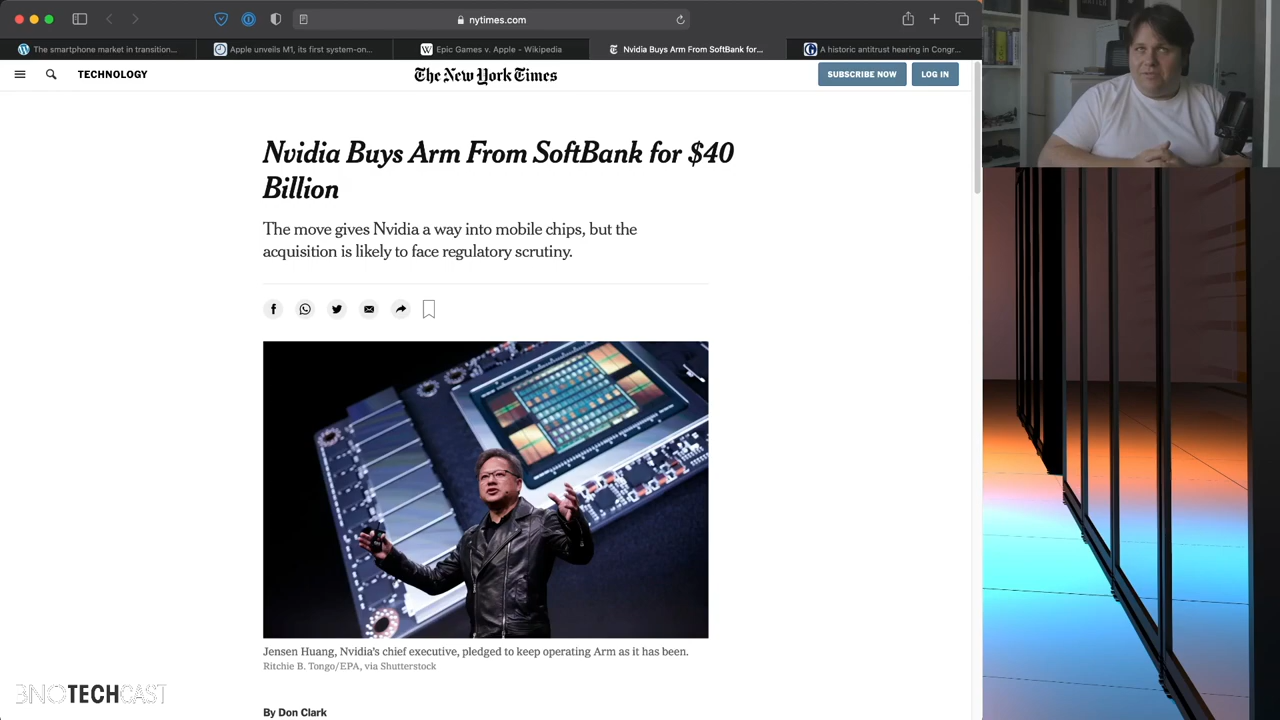 nytimes.com
The smartphone market in transition...
Apple unveils M1, its first system-on...
Epic Games v. Apple - Wikipedia
Nvidia Buys Arm From SoftBank for...
A historic antitrust hearing in Congr...
TECHNOLOGY
The New York Times
SUBSCRIBE NOW
LOG IN
Nvidia Buys Arm From SoftBank for $40
Billion
The move gives Nvidia a way into mobile chips, but the
acquisition is likely to face regulatory scrutiny.
Jensen Huang, Nvidia's chief executive, pledged to keep operating Arm as it has been.
Ritchie B. Tongo/EPA, via Shutterstock
By Don Clark
3NOTECHCAST